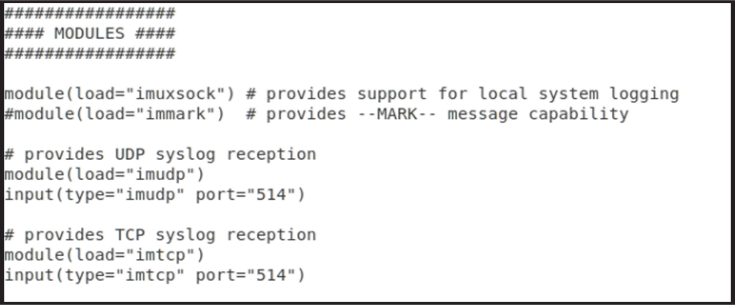 #################
#### MODULES ####
#################
module(load="imuxsock") # provides support for local system logging
#module(load="immark")  # provides --MARK-- message capability
# provides UDP syslog reception
module(load="imudp")
input(type="imudp" port="514")
# provides TCP syslog reception
module(load="imtcp")
input(type="imtcp" port="514")